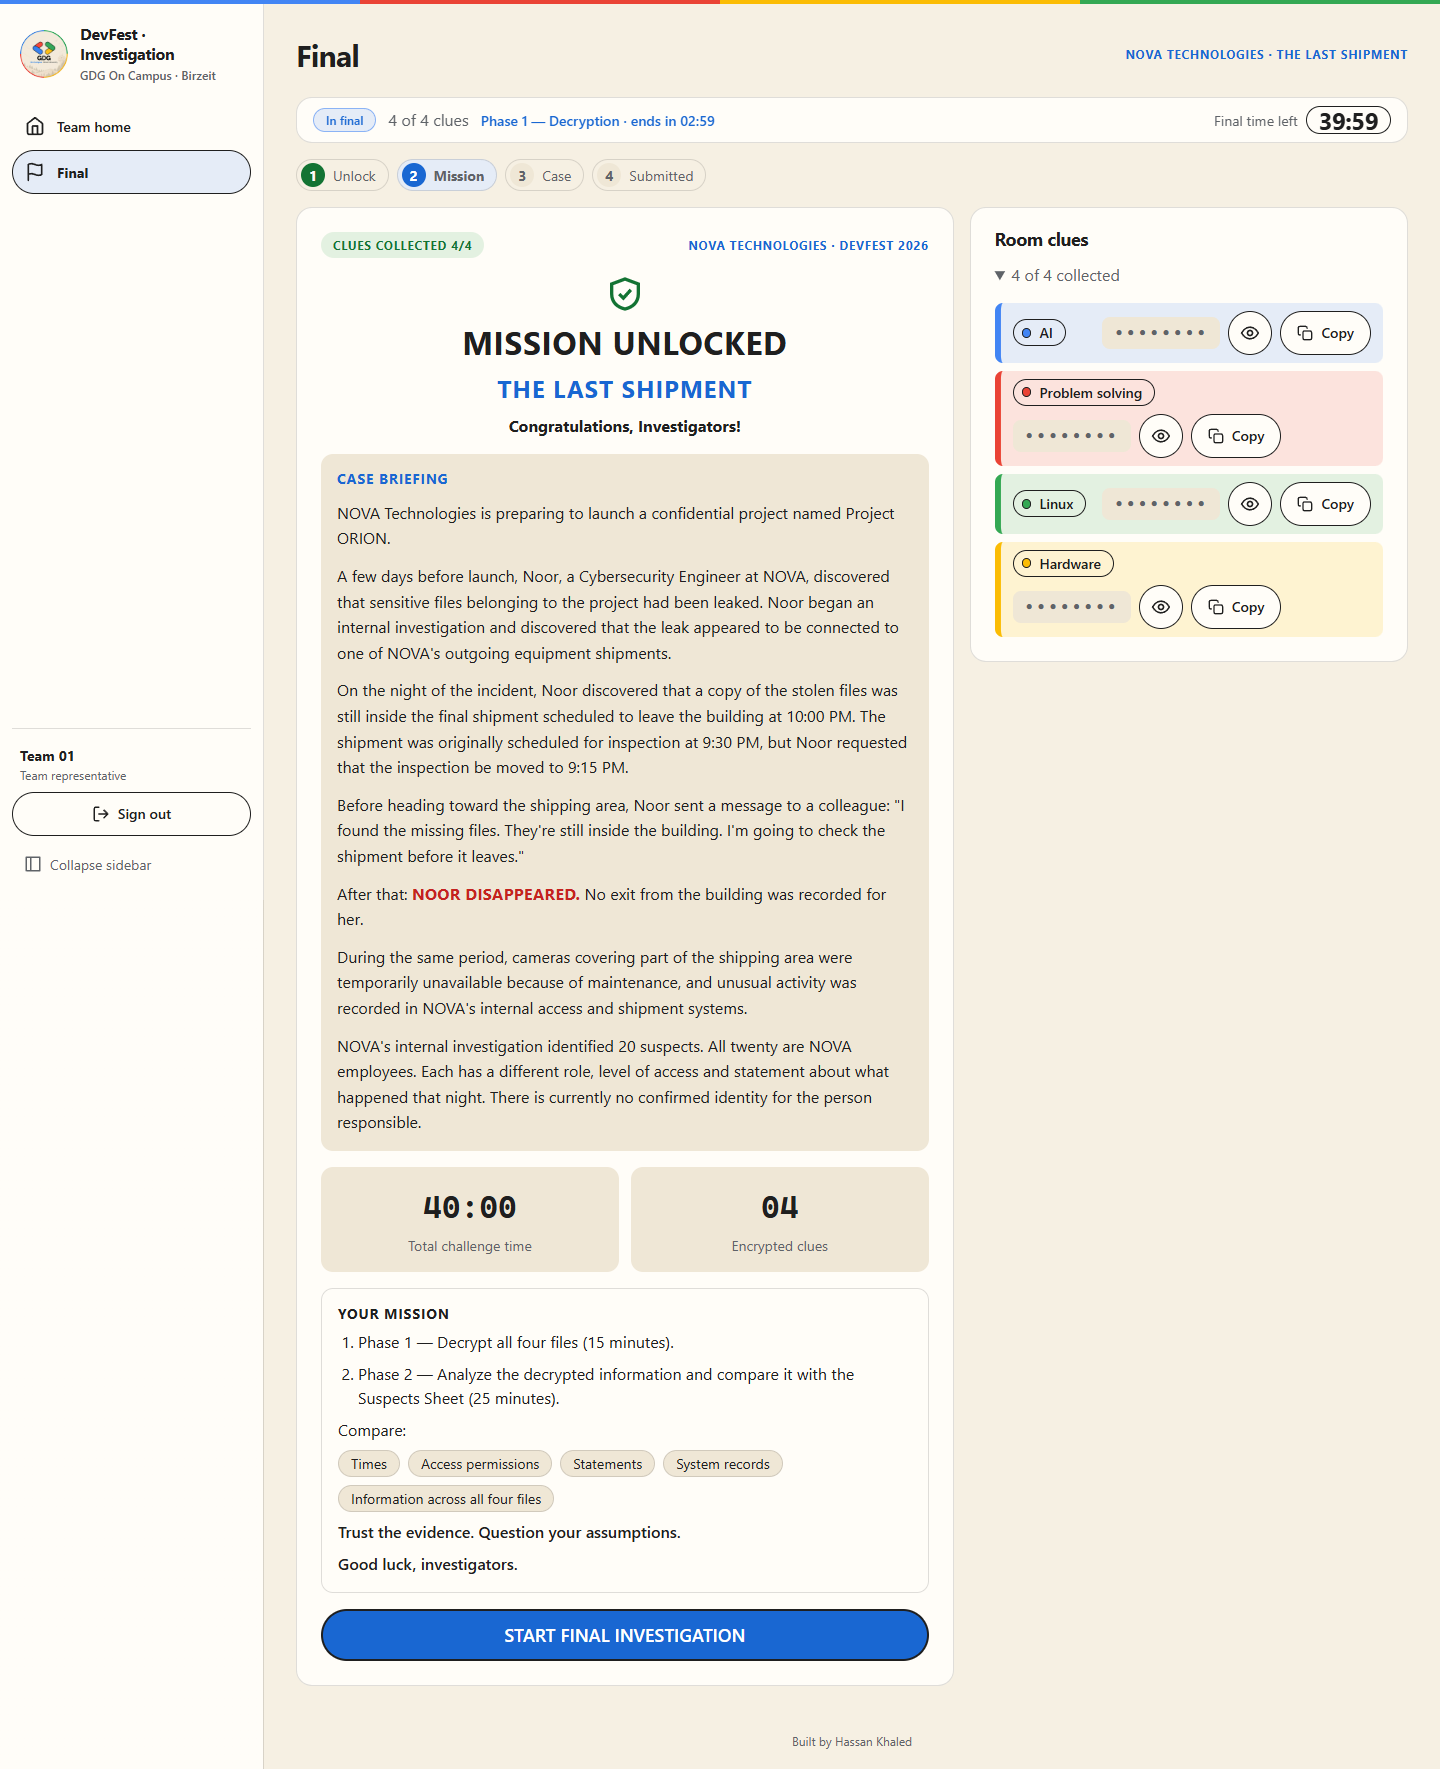 DevFest ·
Investigation
GDG On Campus · Birzeit
GDG
Team home
Final
Team 01
Team representative
Sign out
Collapse sidebar
Final
NOVA TECHNOLOGIES · THE LAST SHIPMENT
In final
4 of 4 clues
Phase 1 — Decryption · ends in 02:59
Final time left
39:59
1 Unlock
2 Mission
3 Case
4 Submitted
CLUES COLLECTED 4/4
NOVA TECHNOLOGIES · DEVFEST 2026
MISSION UNLOCKED
THE LAST SHIPMENT
Congratulations, Investigators!
CASE BRIEFING
NOVA Technologies is preparing to launch a confidential project named Project
ORION.
A few days before launch, Noor, a Cybersecurity Engineer at NOVA, discovered
that sensitive files belonging to the project had been leaked. Noor began an
internal investigation and discovered that the leak appeared to be connected to
one of NOVA's outgoing equipment shipments.
On the night of the incident, Noor discovered that a copy of the stolen files was
still inside the final shipment scheduled to leave the building at 10:00 PM. The
shipment was originally scheduled for inspection at 9:30 PM, but Noor requested
that the inspection be moved to 9:15 PM.
Before heading toward the shipping area, Noor sent a message to a colleague: "I
found the missing files. They're still inside the building. I'm going to check the
shipment before it leaves."
After that: NOOR DISAPPEARED. No exit from the building was recorded for
her.
During the same period, cameras covering part of the shipping area were
temporarily unavailable because of maintenance, and unusual activity was
recorded in NOVA's internal access and shipment systems.
NOVA's internal investigation identified 20 suspects. All twenty are NOVA
employees. Each has a different role, level of access and statement about what
happened that night. There is currently no confirmed identity for the person
responsible.
40:00
Total challenge time
04
Encrypted clues
YOUR MISSION
1. Phase 1 — Decrypt all four files (15 minutes).
2. Phase 2 — Analyze the decrypted information and compare it with the
Suspects Sheet (25 minutes).
Compare:
Times
Access permissions
Statements
System records
Information across all four files
Trust the evidence. Question your assumptions.
Good luck, investigators.
START FINAL INVESTIGATION
Room clues
▼ 4 of 4 collected
AI
••••••••
Copy
Problem solving
••••••••
Copy
Linux
••••••••
Copy
Hardware
••••••••
Copy
Built by Hassan Khaled